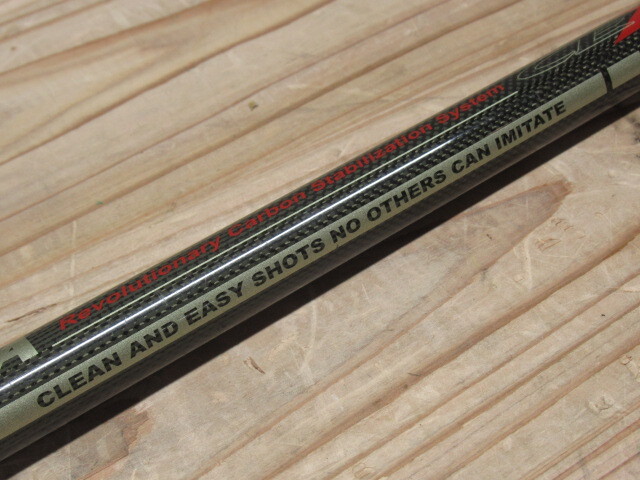 Revolutionary Carbon Stabilization System
CLEAN AND EASY SHOTS NO OTHERS CAN IMITATE